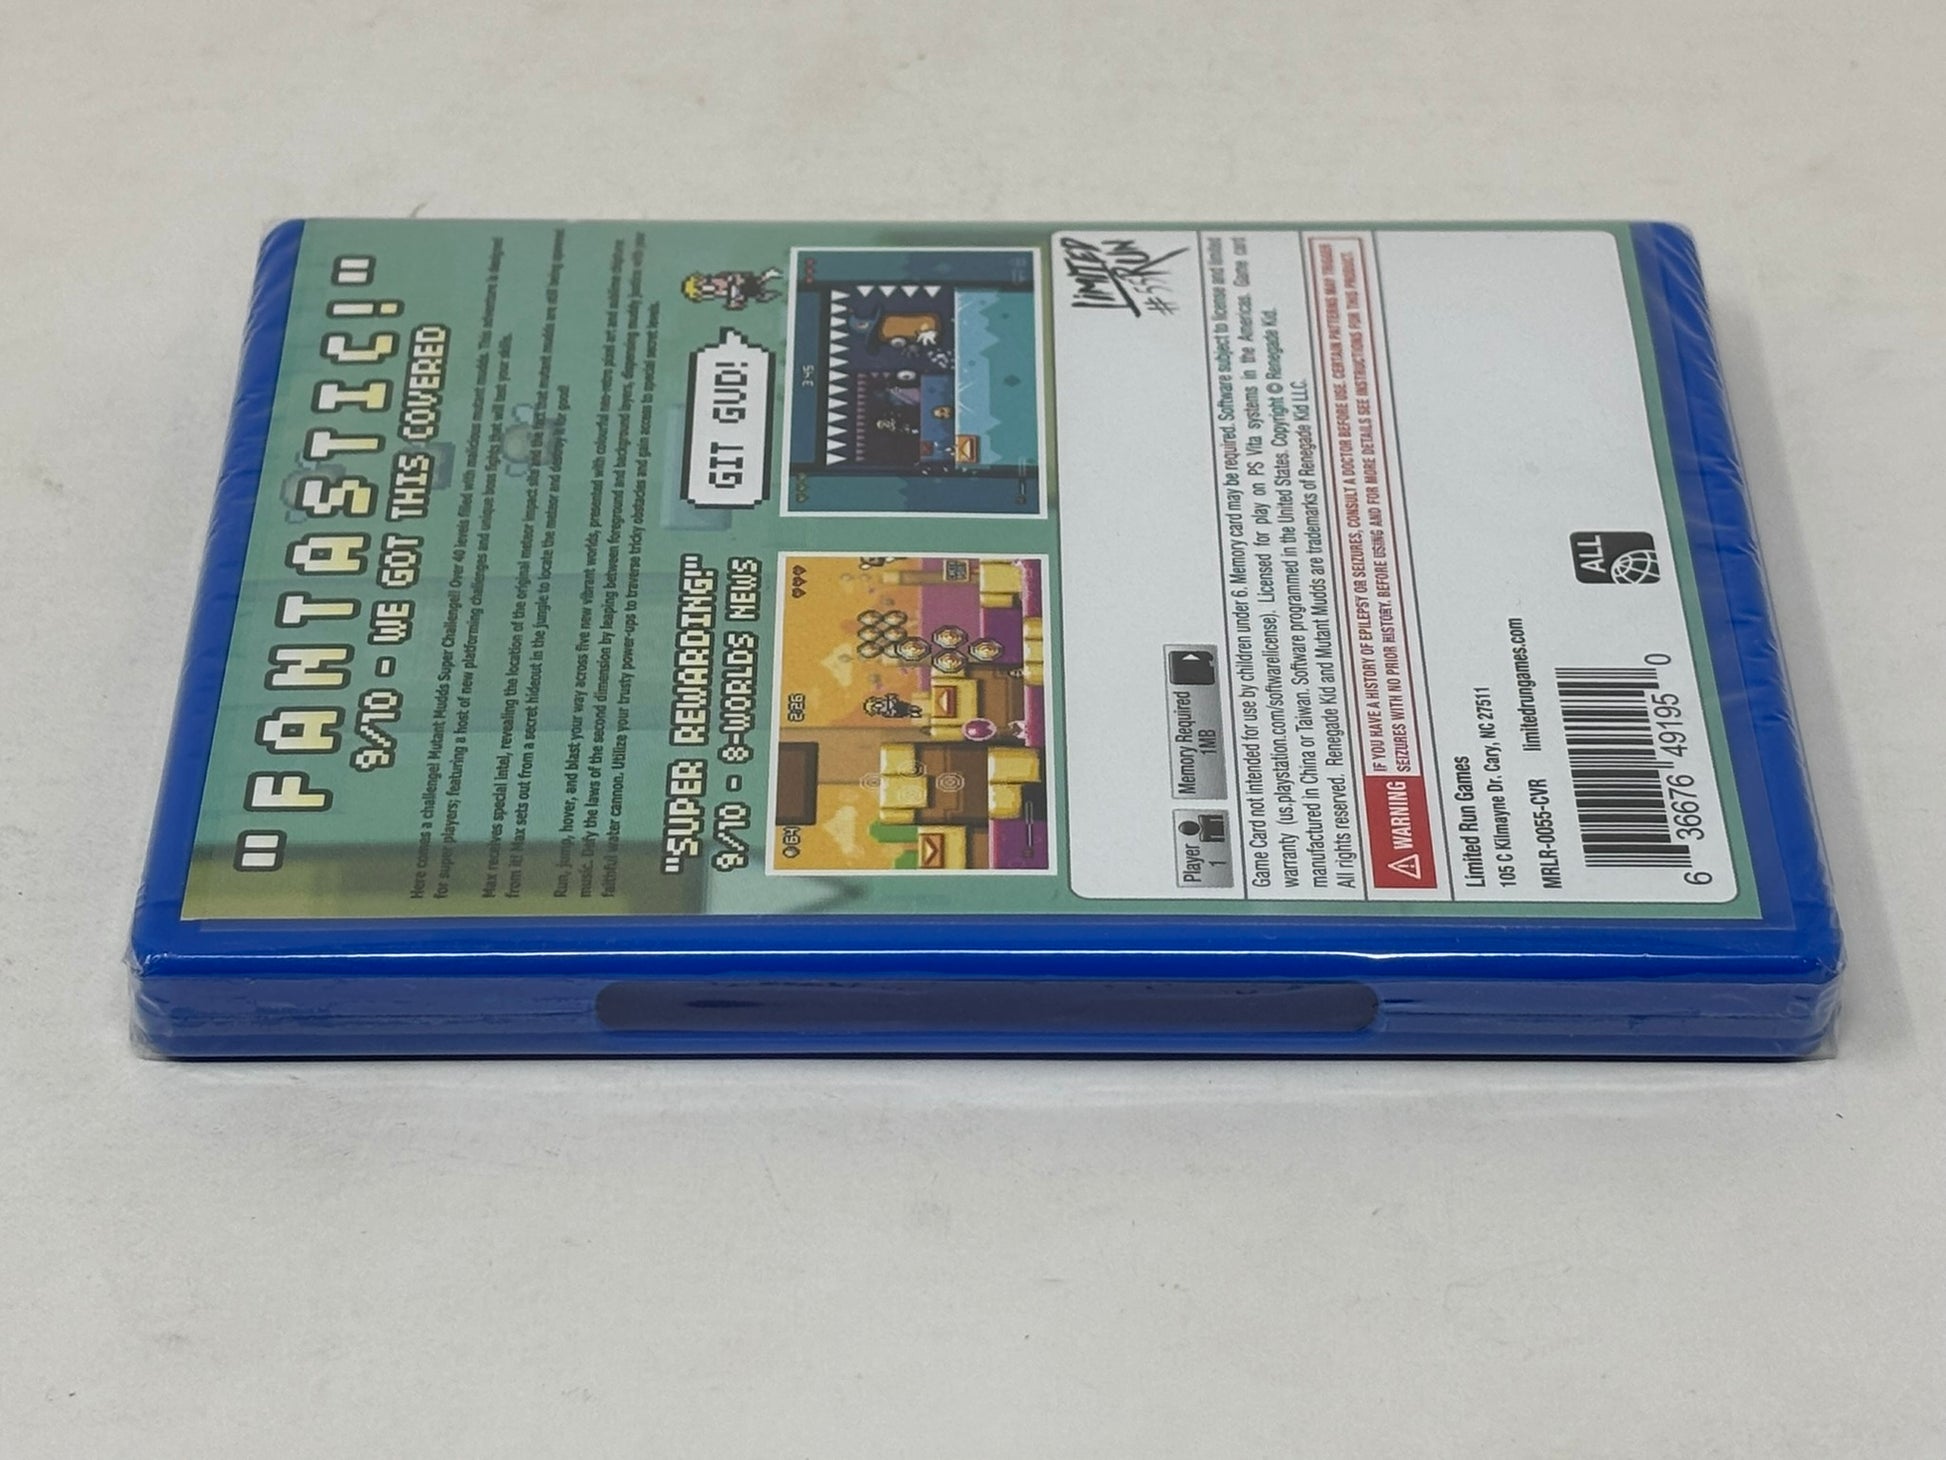 "FANTASTIC!"
9/10 - WE GOT THIS COVERED
Here comes a challenge! Mutant Mudds Super Challenge!! Over 40 levels filled with malicious mutant mudds. This adventure is designed
for super players; featuring a host of new platforming challenges and unique boss fights that will test your skills.
Max receives special intel, revealing the location of the original meteor impact site and the fact that mutant mudds are still being spawned
from it! Max sets out from a secret hideout in the jungle to locate the meteor and destroy it for good!
Run, jump, hover, and blast your way across five new vibrant worlds, presented with colourful neo-retro pixel art and sublime chiptune
music. Defy the laws of the second dimension by leaping between foreground and background layers, dispensing muddy justice with your
faithful water cannon. Utilize your trusty power-ups to traverse tricky obstacles and gain access to special secret levels.
"SUPER REWARDING!"
9/10 - 8-WORLDS NEWS
GIT GUD!
64
226
345
Player
1
Memory Required
1MB
LIMITED
RUN
#55
Game Card not intended for use by children under 6. Memory card may be required. Software subject to license and limited
warranty (us.playstation.com/softwarelicense). Licensed for play on PS Vita systems in the Americas. Game card
manufactured in China or Taiwan. Software programmed in the United States. Copyright © Renegade Kid.
All rights reserved. Renegade Kid and Mutant Mudds are trademarks of Renegade Kid LLC.
WARNING
IF YOU HAVE A HISTORY OF EPILEPSY OR SEIZURES, CONSULT A DOCTOR BEFORE USE. CERTAIN PATTERNS MAY TRIGGER
SEIZURES WITH NO PRIOR HISTORY. BEFORE USING AND FOR MORE DETAILS SEE INSTRUCTIONS FOR THIS PRODUCT.
Limited Run Games
105 C Kilmayne Dr. Cary, NC 27511
MRLR-0055-CVR limitedrungames.com
6 36676 49195 0
ALL